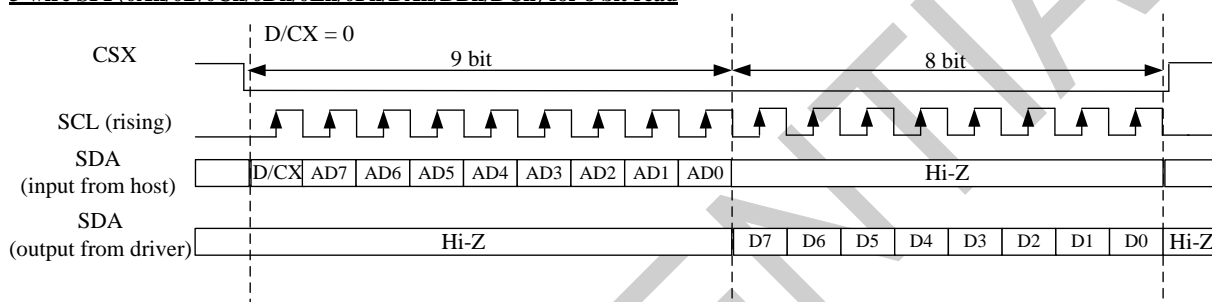 D/CX = 0
CSX 9 bit 8 bit
SCL (rising)
SDA
(input from host)
D/CX AD7 AD6 AD5 AD4 AD3 AD2 AD1 AD0 Hi-Z
SDA
(output from driver)
Hi-Z D7 D6 D5 D4 D3 D2 D1 D0 Hi-Z